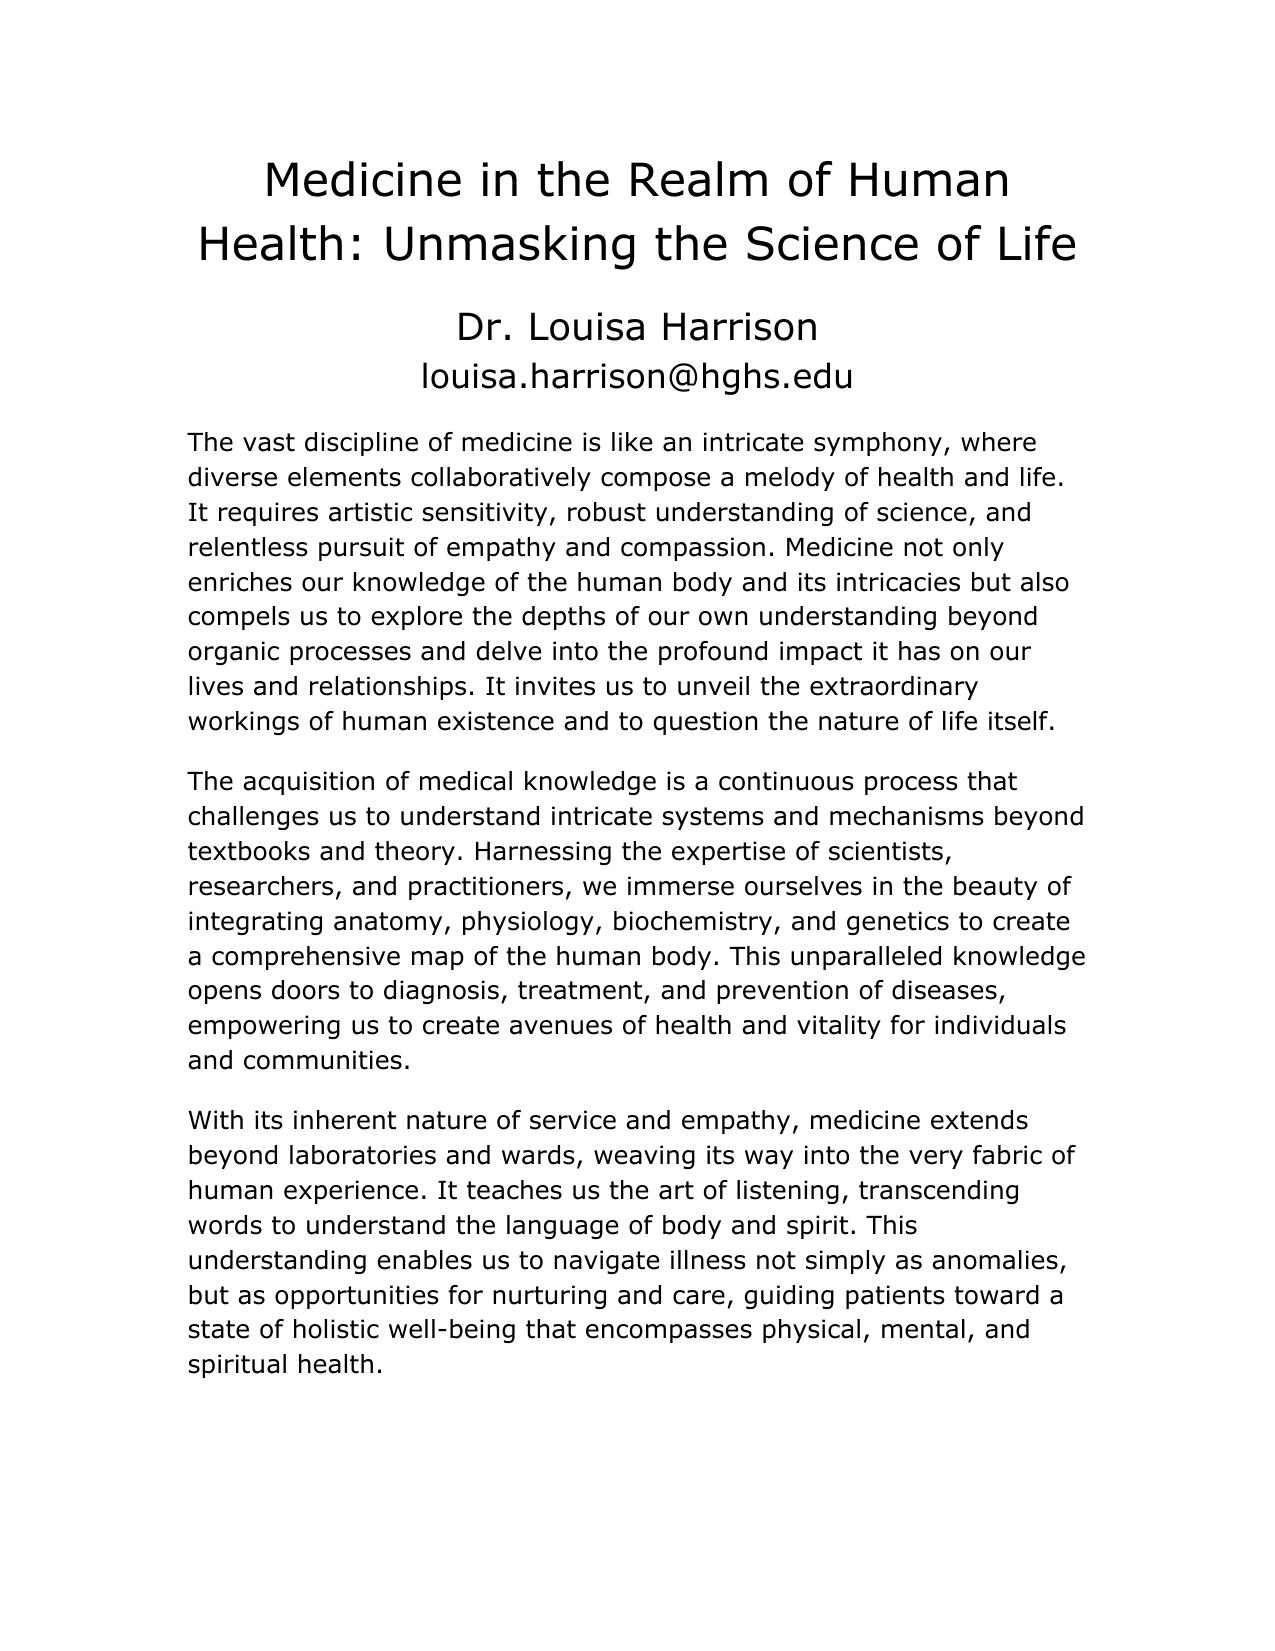 Medicine in the Realm of Human
Health: Unmasking the Science of Life
Dr. Louisa Harrison
louisa.harrison@hghs.edu
The vast discipline of medicine is like an intricate symphony, where
diverse elements collaboratively compose a melody of health and life.
It requires artistic sensitivity, robust understanding of science, and
relentless pursuit of empathy and compassion. Medicine not only
enriches our knowledge of the human body and its intricacies but also
compels us to explore the depths of our own understanding beyond
organic processes and delve into the profound impact it has on our
lives and relationships. It invites us to unveil the extraordinary
workings of human existence and to question the nature of life itself.
The acquisition of medical knowledge is a continuous process that
challenges us to understand intricate systems and mechanisms beyond
textbooks and theory. Harnessing the expertise of scientists,
researchers, and practitioners, we immerse ourselves in the beauty of
integrating anatomy, physiology, biochemistry, and genetics to create
a comprehensive map of the human body. This unparalleled knowledge
opens doors to diagnosis, treatment, and prevention of diseases,
empowering us to create avenues of health and vitality for individuals
and communities.
With its inherent nature of service and empathy, medicine extends
beyond laboratories and wards, weaving its way into the very fabric of
human experience. It teaches us the art of listening, transcending
words to understand the language of body and spirit. This
understanding enables us to navigate illness not simply as anomalies,
but as opportunities for nurturing and care, guiding patients toward a
state of holistic well-being that encompasses physical, mental, and
spiritual health.